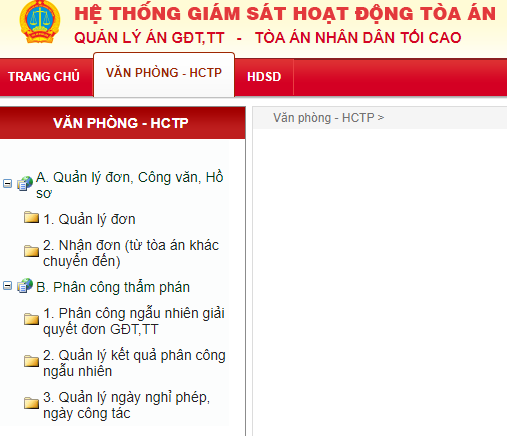 HỆ THỐNG GIÁM SÁT HOẠT ĐỘNG TÒA ÁN
QUẢN LÝ ÁN GĐT,TT - TÒA ÁN NHÂN DÂN TỐI CAO
TRANG CHỦ
VĂN PHÒNG - HCTP
HDSD
VĂN PHÒNG - HCTP
Văn phòng - HCTP >
A. Quản lý đơn, Công văn, Hồ
sơ
1. Quản lý đơn
2. Nhận đơn (từ tòa án khác
chuyển đến)
B. Phân công thẩm phán
1. Phân công ngẫu nhiên giải
quyết đơn GĐT,TT
2. Quản lý kết quả phân công
ngẫu nhiên
3. Quản lý ngày nghỉ phép,
ngày công tác